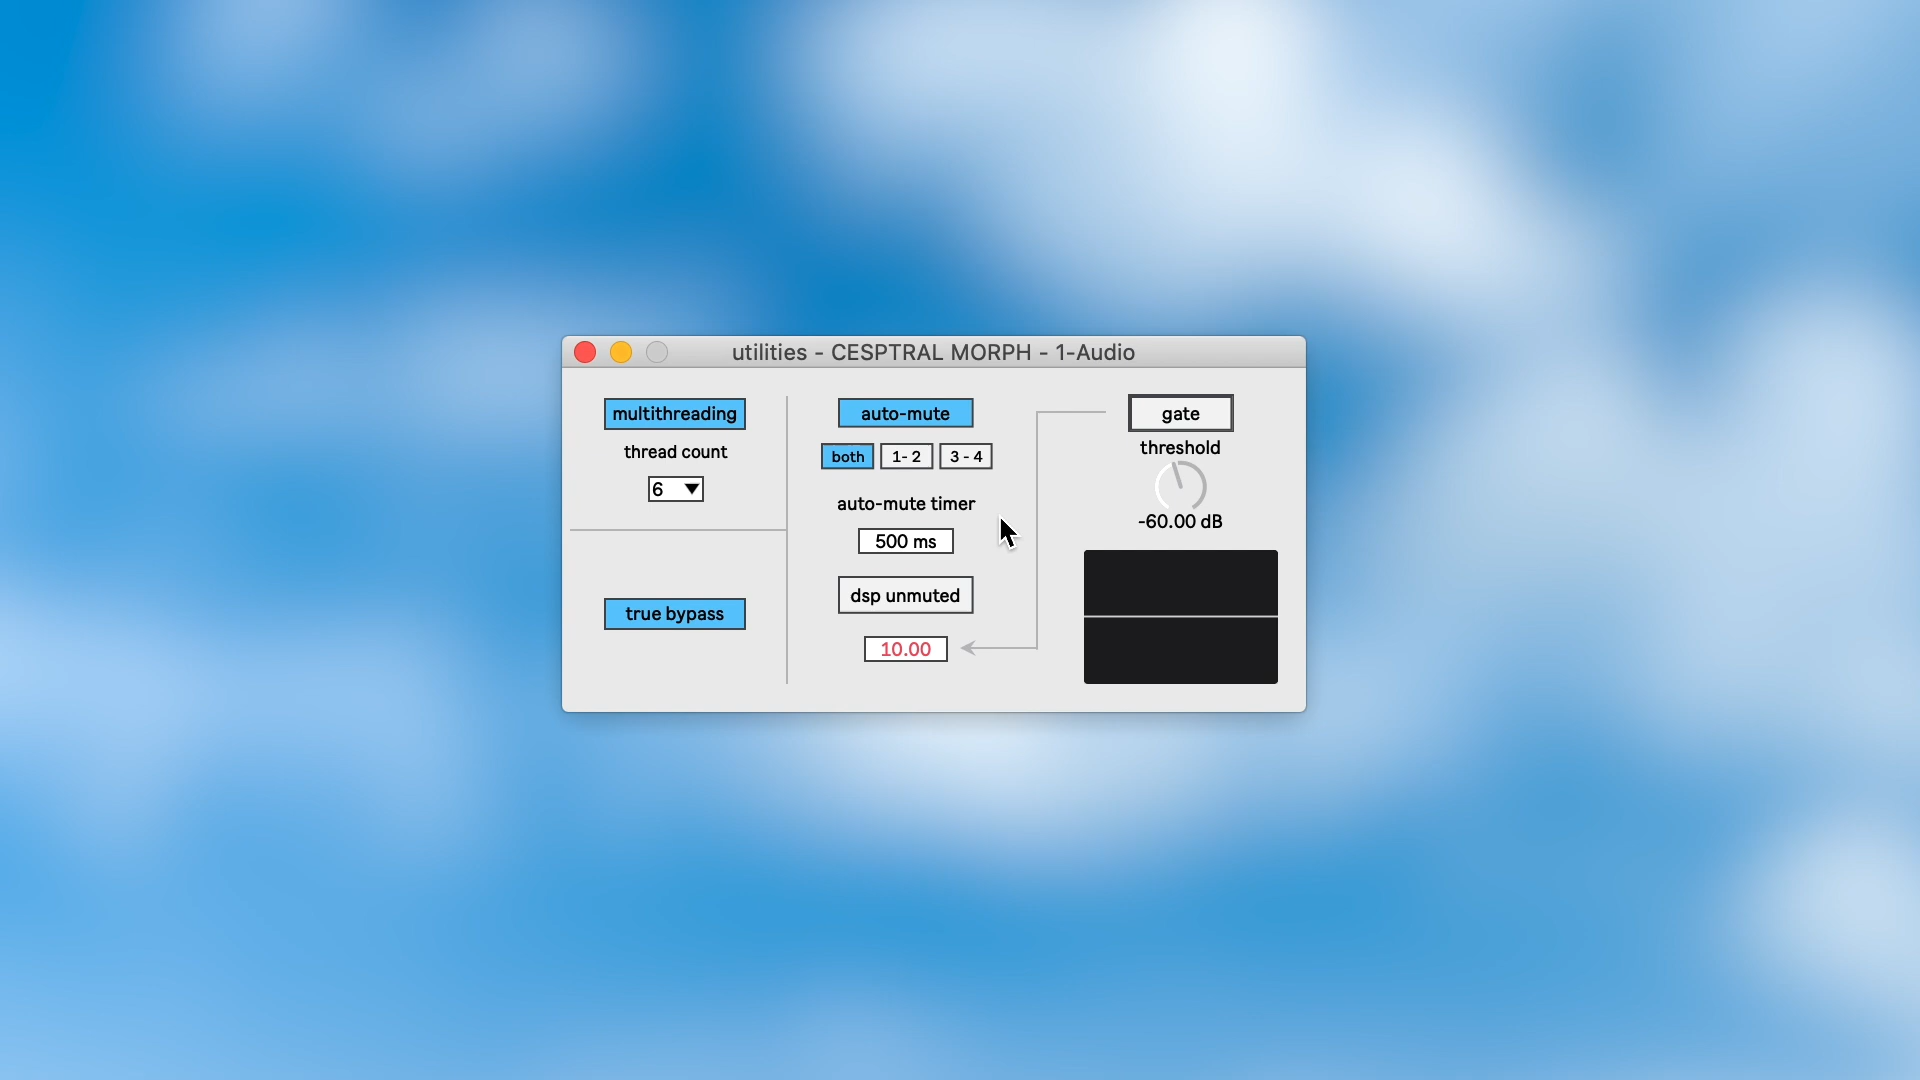 utilities - CESPTRAL MORPH - 1-Audio
multithreading
thread count
6
true bypass
auto-mute
both 1- 2 3 - 4
auto-mute timer
500 ms
dsp unmuted
10.00
gate
threshold
-60.00 dB